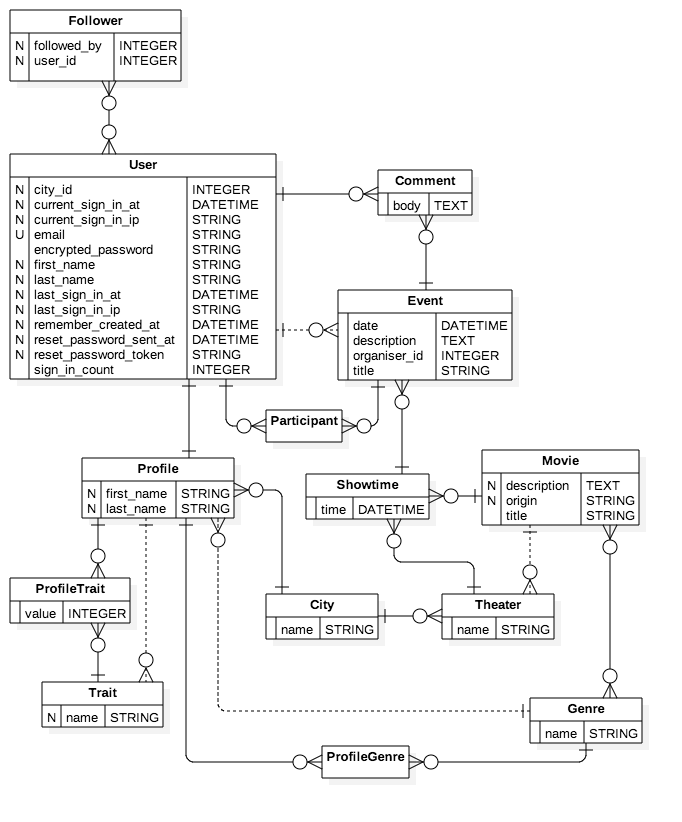 Follower
N followed_by INTEGER
N user_id INTEGER
User
N city_id INTEGER
N current_sign_in_at DATETIME
N current_sign_in_ip STRING
U email STRING
encrypted_password STRING
N first_name STRING
N last_name STRING
N last_sign_in_at DATETIME
N last_sign_in_ip STRING
N remember_created_at DATETIME
N reset_password_sent_at DATETIME
N reset_password_token STRING
sign_in_count INTEGER
Comment
body TEXT
Event
date DATETIME
description TEXT
organiser_id INTEGER
title STRING
Participant
Profile
N first_name STRING
N last_name STRING
Showtime
time DATETIME
Movie
N description TEXT
N origin STRING
title STRING
ProfileTrait
value INTEGER
City
name STRING
Theater
name STRING
Trait
N name STRING
Genre
name STRING
ProfileGenre